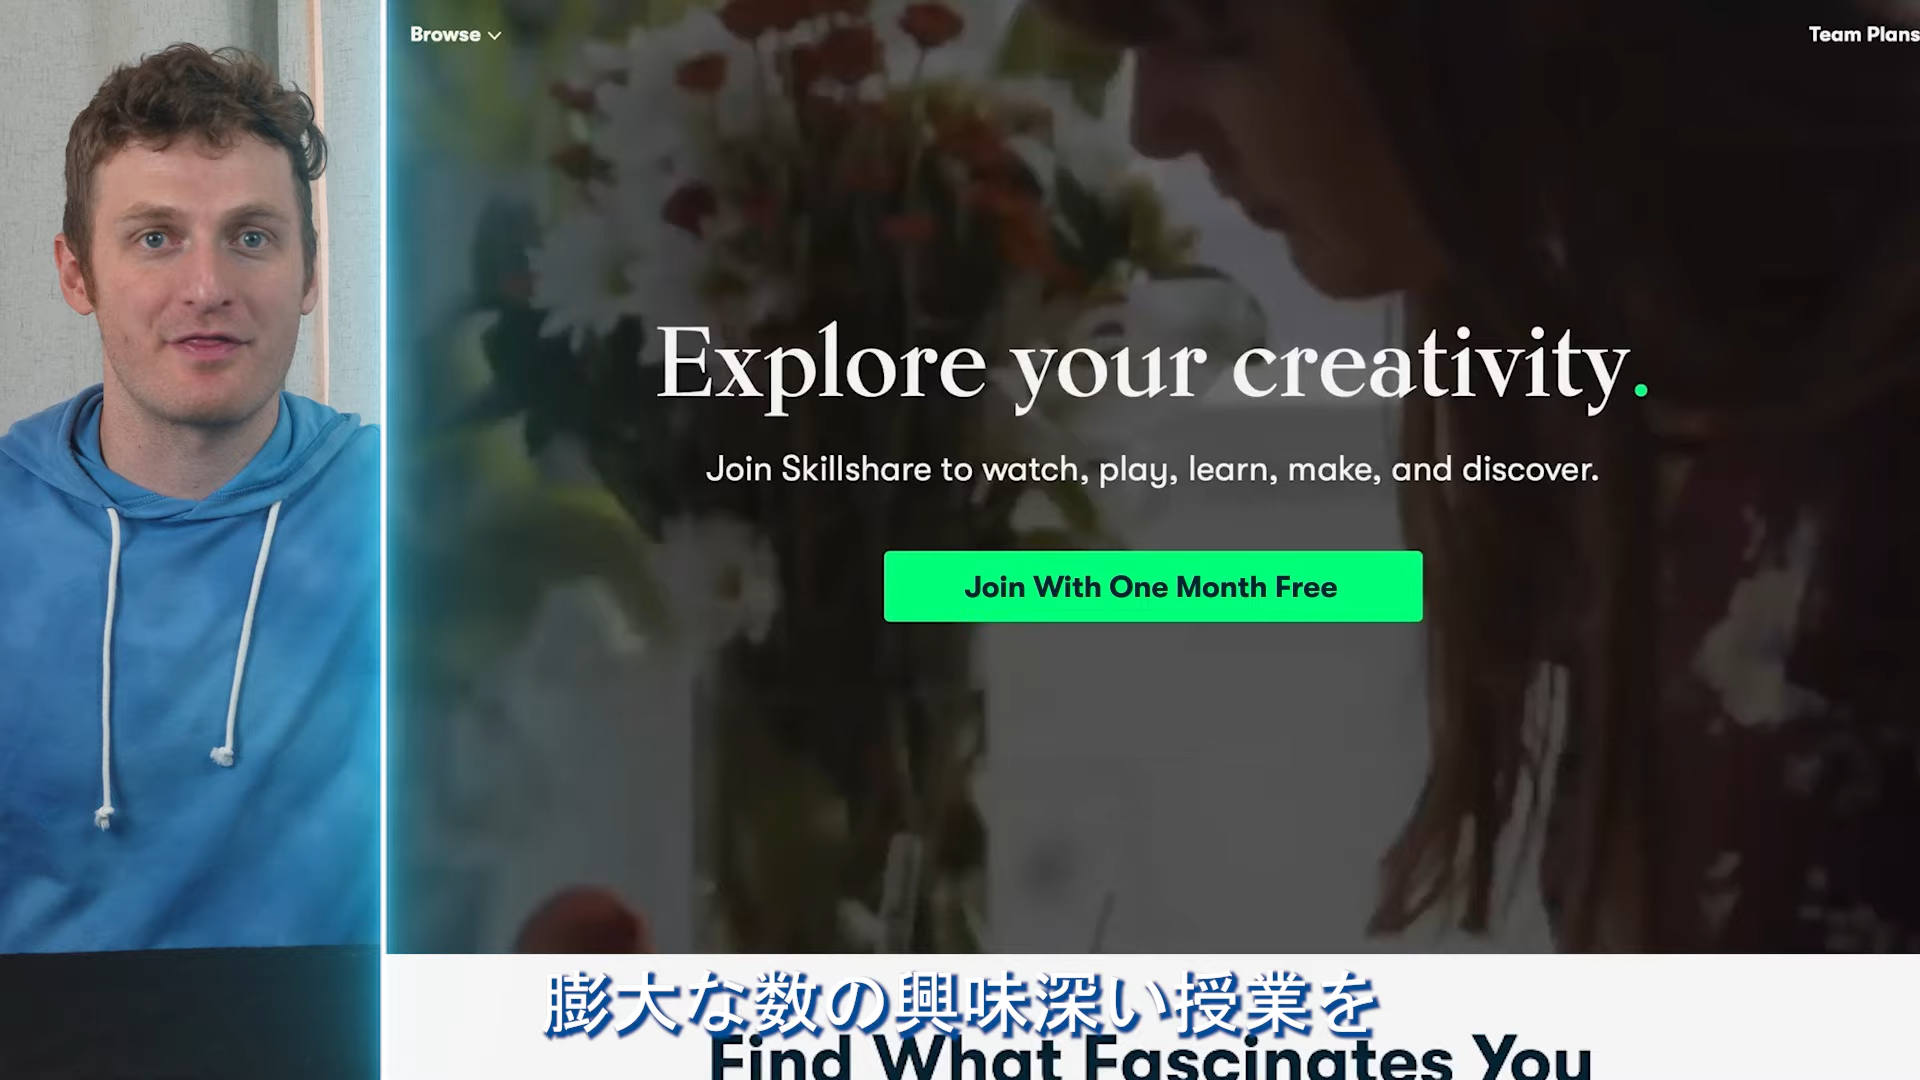 Browse
Team Plans
Explore your creativity.
Join Skillshare to watch, play, learn, make, and discover.
Join With One Month Free
膨大な数の興味深い授業を
Find What Fascinates You